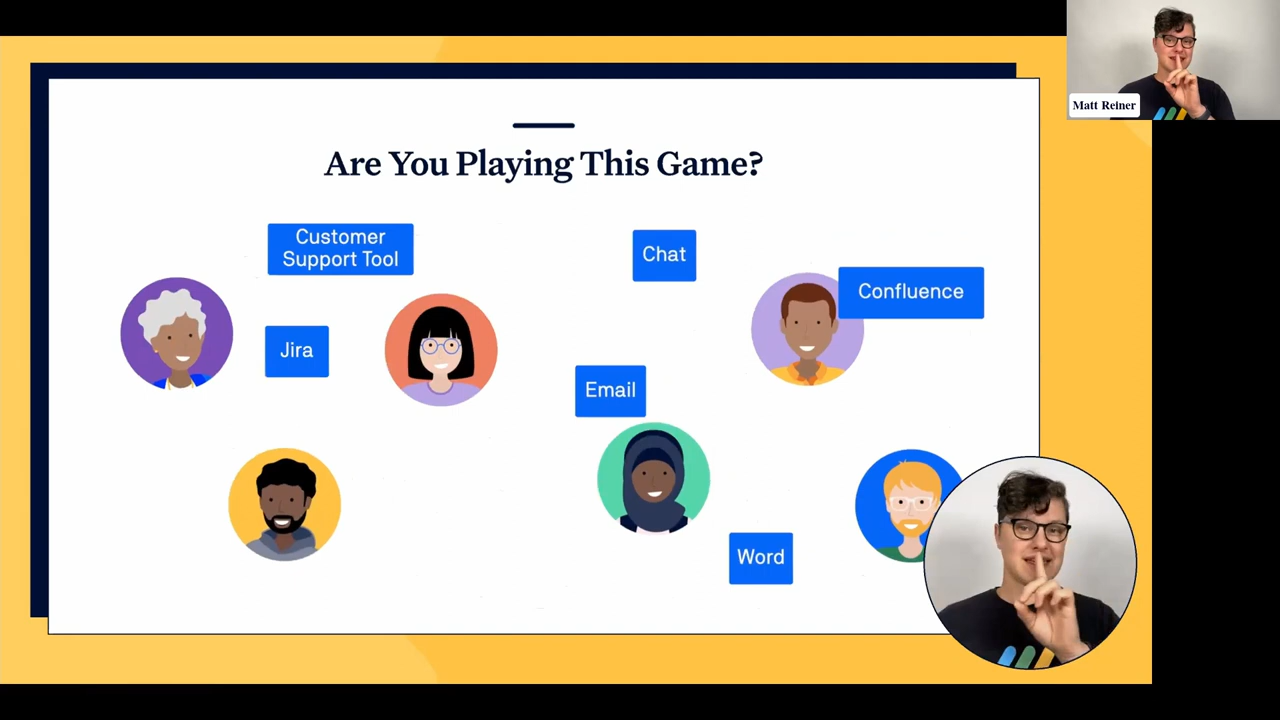 Matt Reiner
Are You Playing This Game?
Customer
Support Tool
Chat
Confluence
Jira
Email
Word